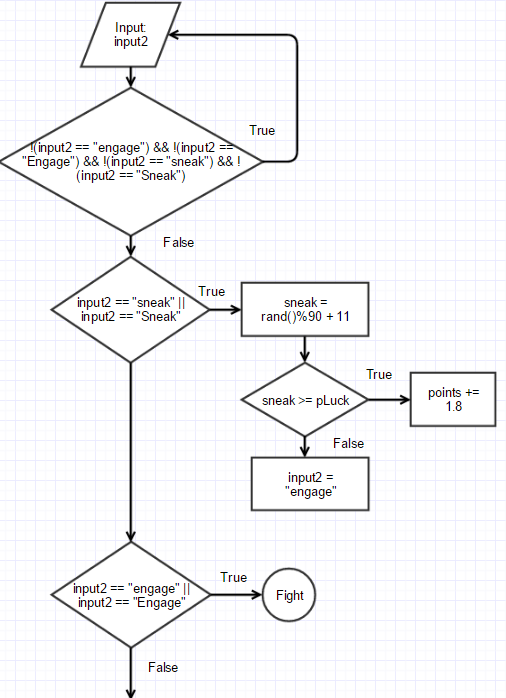 Input:
input2
True
!(input2 == "engage") && !(input2 ==
"Engage") && !(input2 == "sneak") && !
(input2 == "Sneak")
False
input2 == "sneak" ||
input2 == "Sneak"
True
sneak =
rand()%90 + 11
sneak >= pLuck
True
points +=
1.8
False
input2 =
"engage"
input2 == "engage" ||
input2 == "Engage"
True
Fight
False